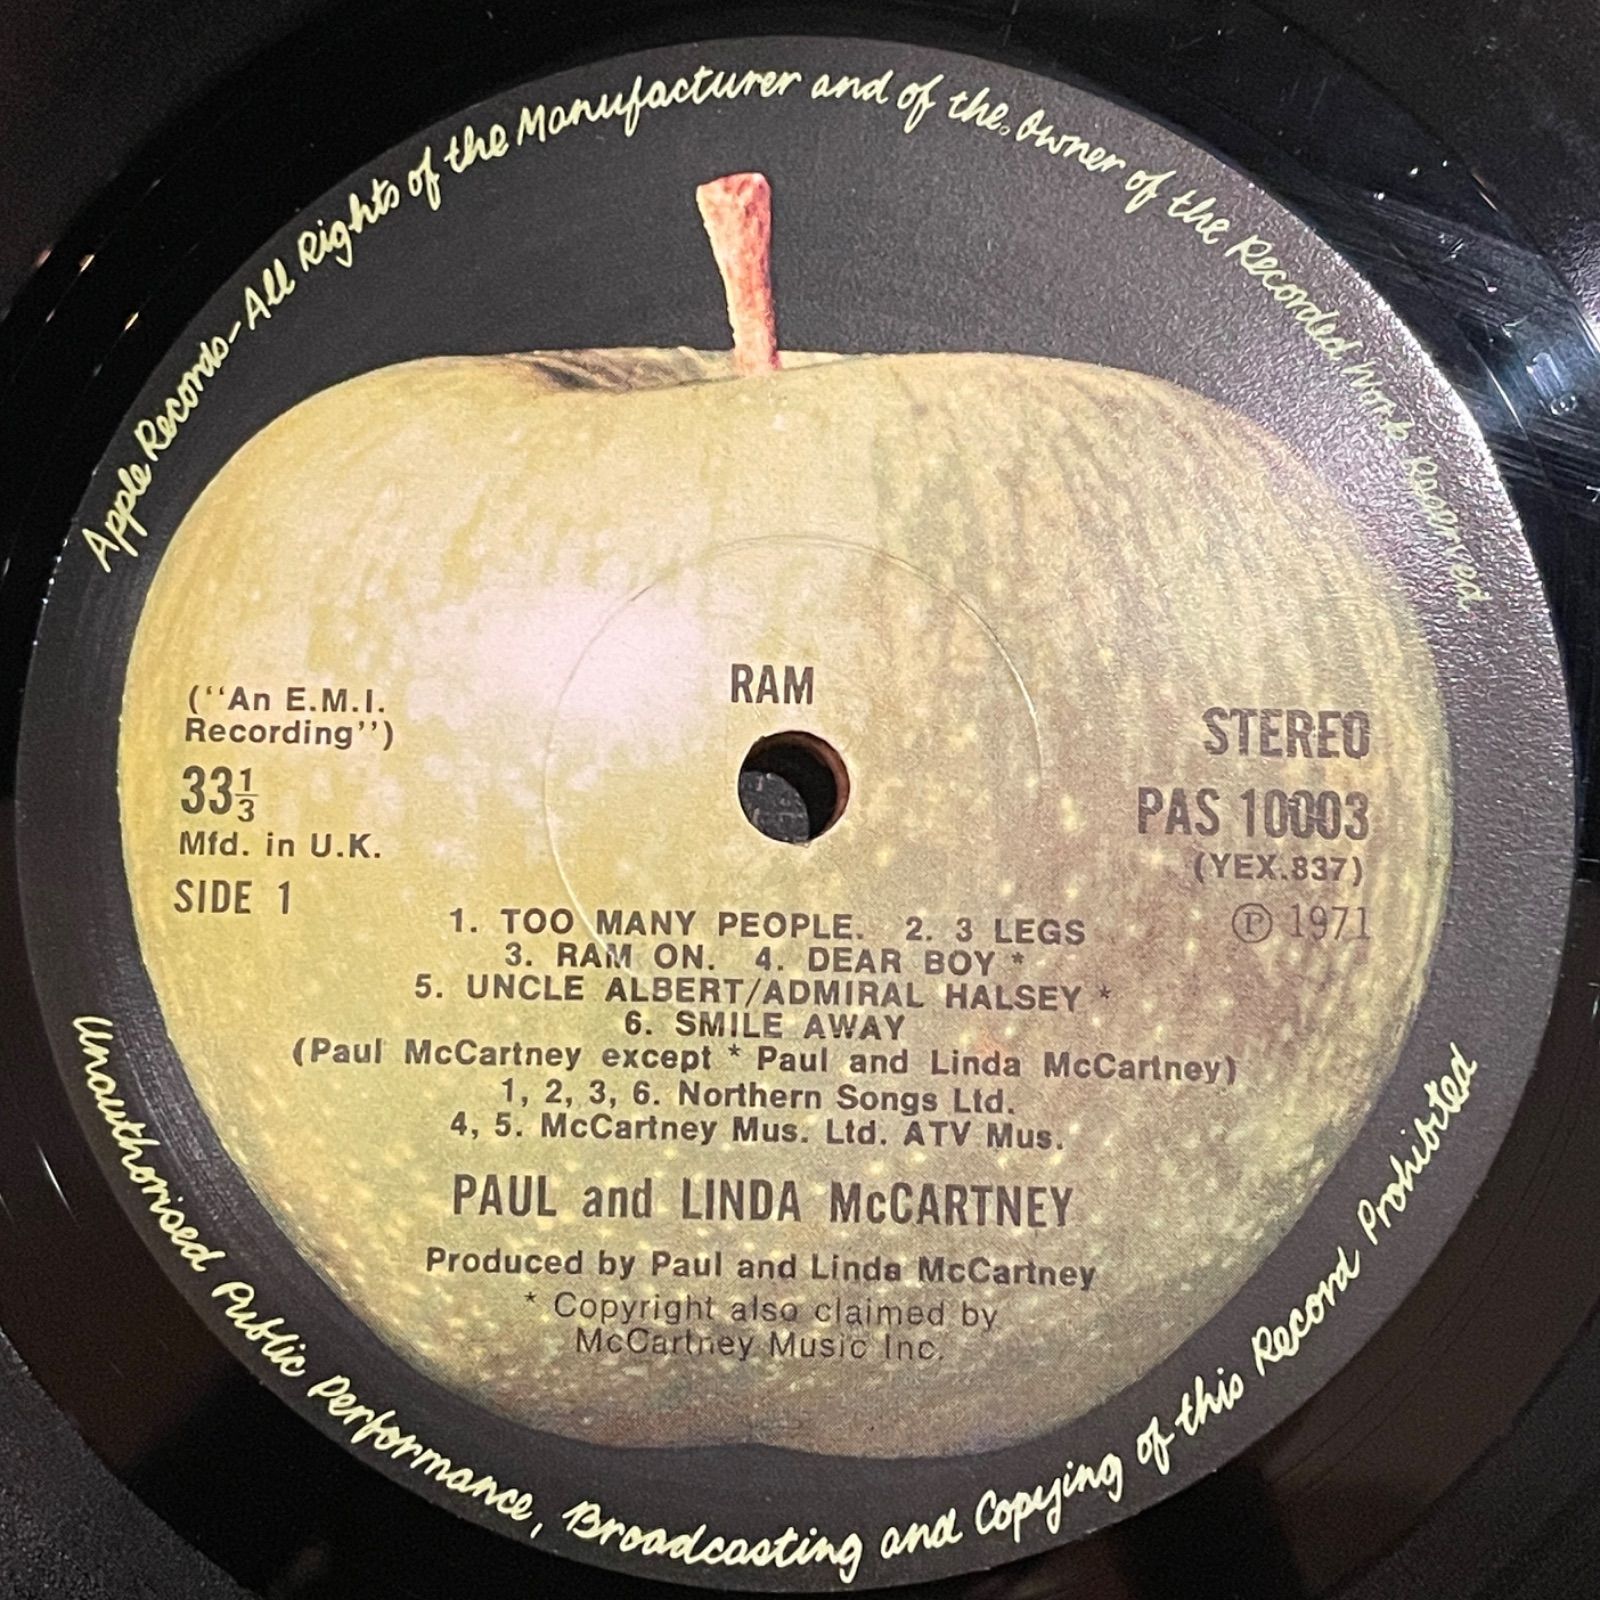 Apple Records-All Rights of the Manufacturer and of the Owner of the Recorded Work Reserved
RAM
(“An E.M.I.
Recording”)
33⅓
Mfd. in U.K.
SIDE 1
STEREO
PAS 10003
(YEX.837)
Ⓟ 1971
1. TOO MANY PEOPLE. 2. 3 LEGS
3. RAM ON. 4. DEAR BOY *
5. UNCLE ALBERT/ADMIRAL HALSEY *
6. SMILE AWAY
(Paul McCartney except * Paul and Linda McCartney)
1, 2, 3, 6. Northern Songs Ltd.
4, 5. McCartney Mus. Ltd. ATV Mus.
PAUL and LINDA McCARTNEY
Produced by Paul and Linda McCartney
* Copyright also claimed by
McCartney Music Inc.
Unauthorised Public Performance, Broadcasting and Copying of this Record Prohibited